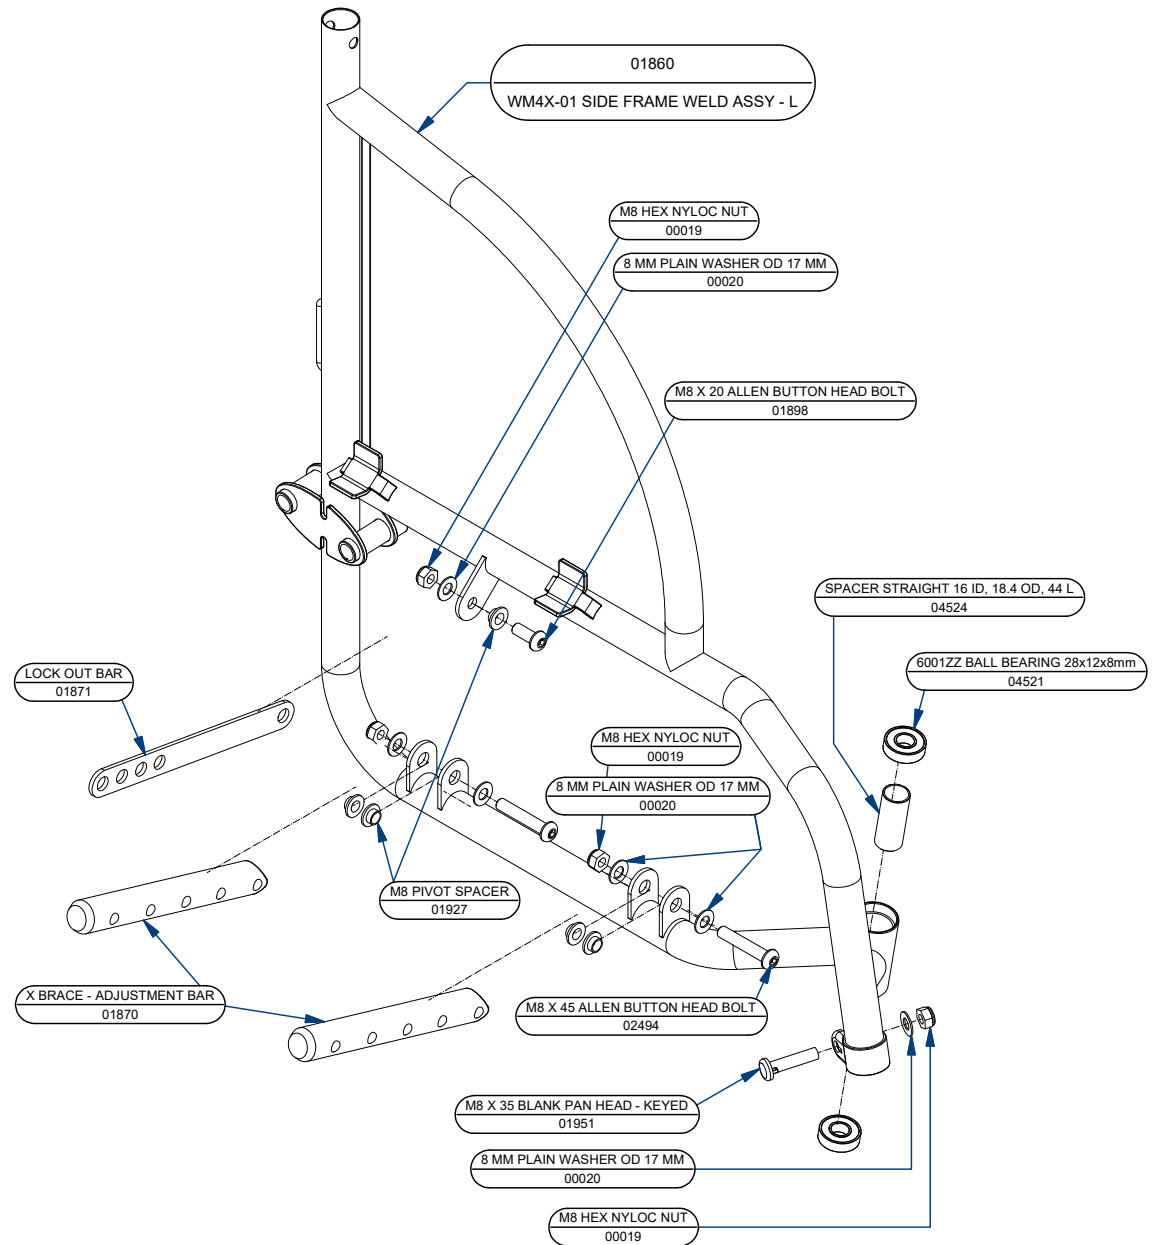 01860
WM4X-01 SIDE FRAME WELD ASSY - L
M8 HEX NYLOC NUT
00019
8 MM PLAIN WASHER OD 17 MM
00020
M8 X 20 ALLEN BUTTON HEAD BOLT
01898
SPACER STRAIGHT 16 ID, 18.4 OD, 44 L
04524
6001ZZ BALL BEARING 28x12x8mm
04521
LOCK OUT BAR
01871
M8 HEX NYLOC NUT
00019
8 MM PLAIN WASHER OD 17 MM
00020
M8 PIVOT SPACER
01927
X BRACE - ADJUSTMENT BAR
01870
M8 X 45 ALLEN BUTTON HEAD BOLT
02494
M8 X 35 BLANK PAN HEAD - KEYED
01951
8 MM PLAIN WASHER OD 17 MM
00020
M8 HEX NYLOC NUT
00019